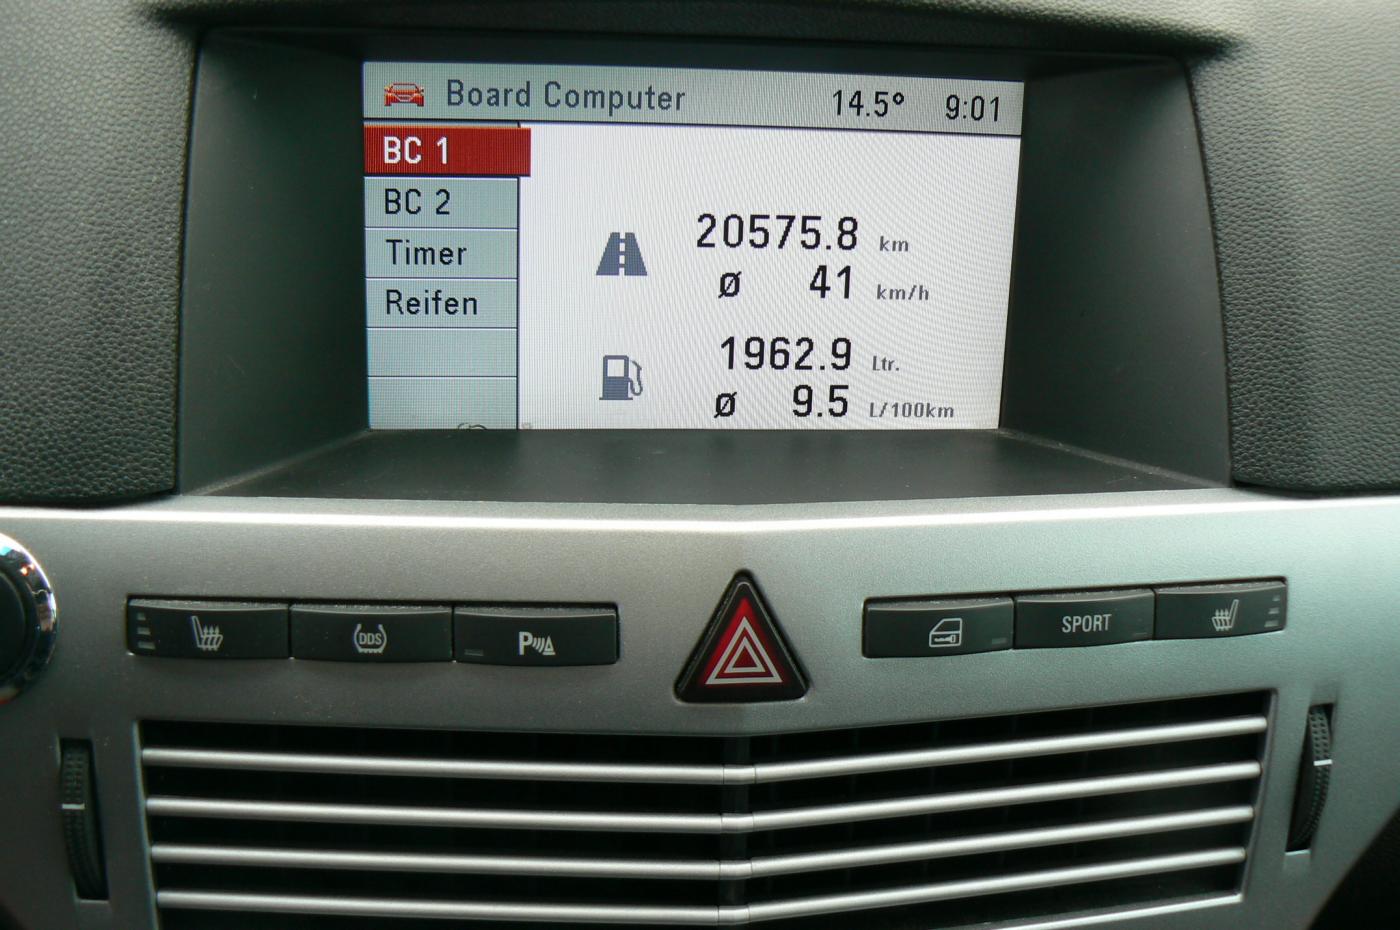 Board Computer 14.5° 9:01
BC 1
BC 2
Timer
Reifen
20575.8 km
ø 41 km/h
1962.9 Ltr.
ø 9.5 L/100km
DDS
P
SPORT